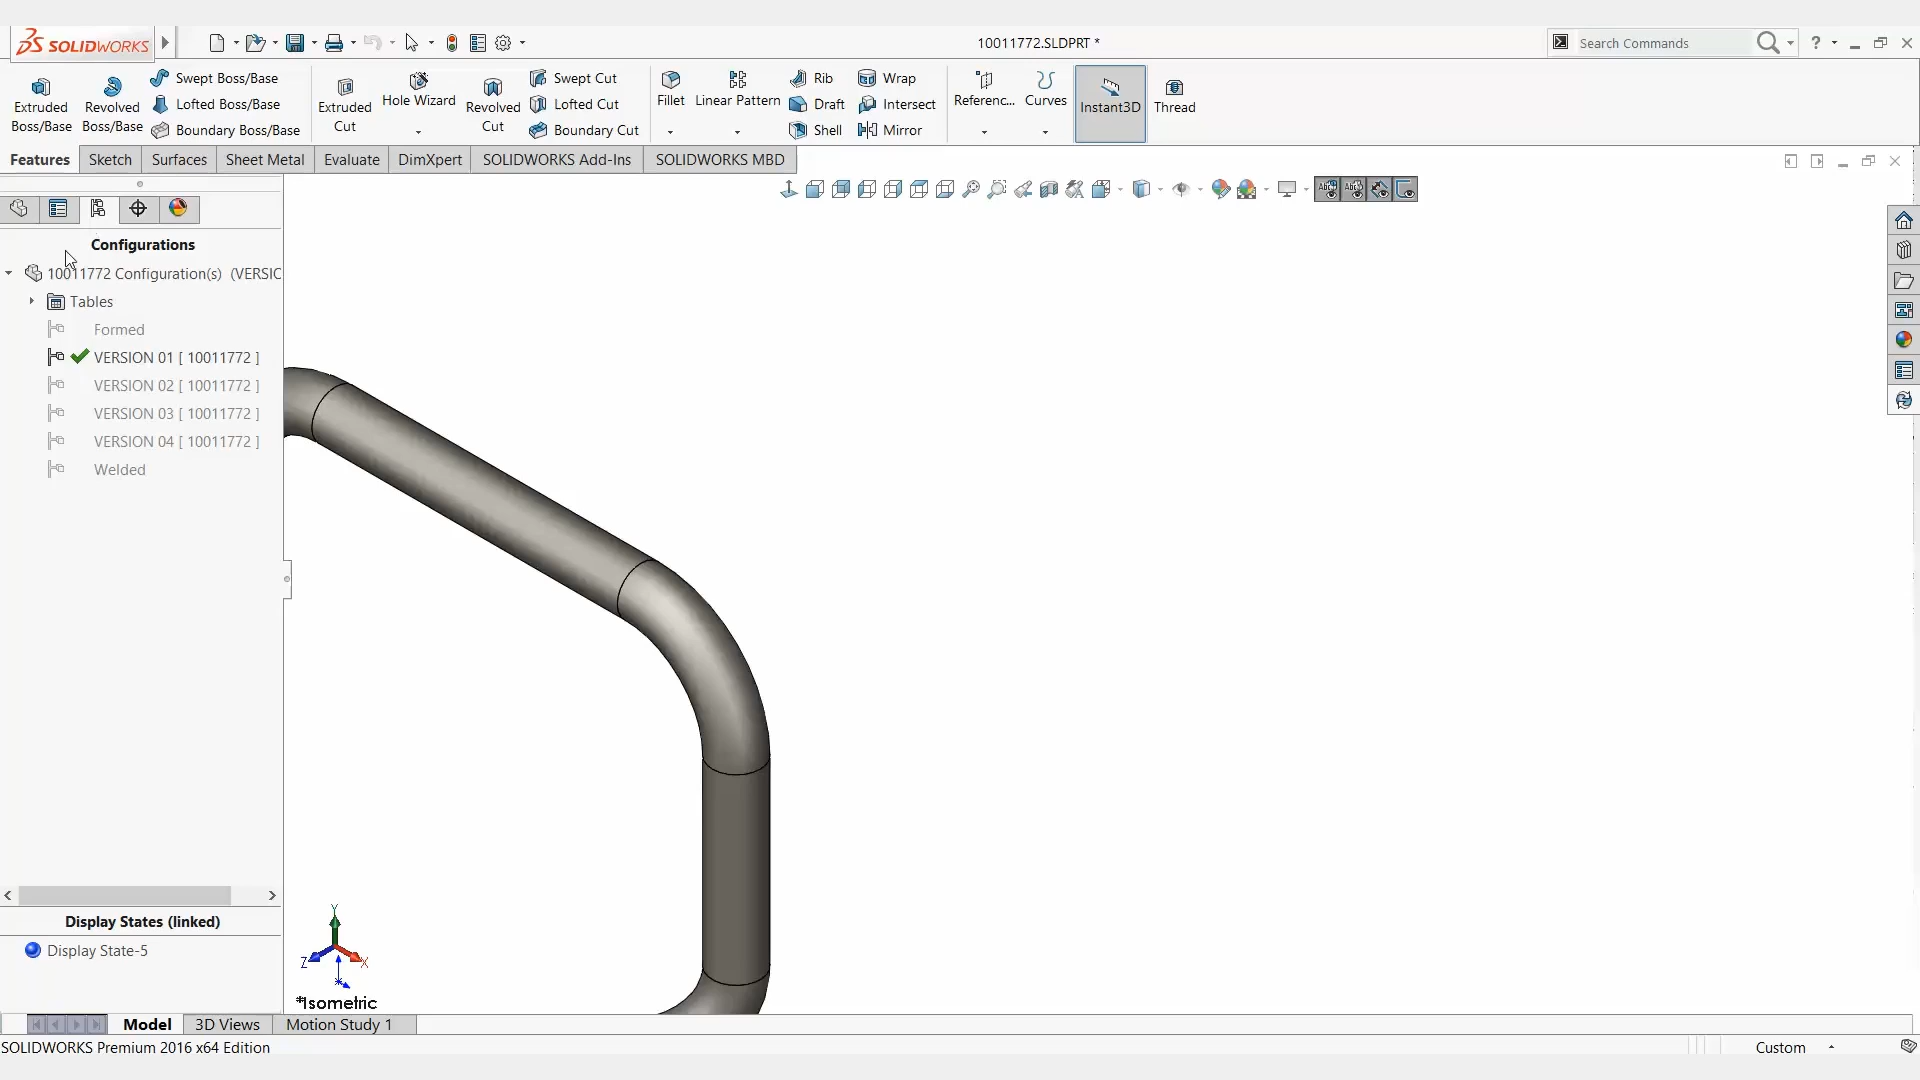 SOLIDWORKS
10011772.SLDPRT *
Search Commands
?
Extruded Boss/Base
Revolved Boss/Base
Swept Boss/Base
Lofted Boss/Base
Boundary Boss/Base
Extruded Cut
Hole Wizard
Revolved Cut
Swept Cut
Lofted Cut
Boundary Cut
Fillet
Linear Pattern
Rib
Draft
Shell
Wrap
Intersect
Mirror
Referenc...
Curves
Instant3D
Thread
Features
Sketch
Surfaces
Sheet Metal
Evaluate
DimXpert
SOLIDWORKS Add-Ins
SOLIDWORKS MBD
Configurations
10011772 Configuration(s) (VERSIC
Tables
Formed
VERSION 01 [ 10011772 ]
VERSION 02 [ 10011772 ]
VERSION 03 [ 10011772 ]
VERSION 04 [ 10011772 ]
Welded
Display States (linked)
Display State-5
Y
Z
X
*Isometric
Model
3D Views
Motion Study 1
SOLIDWORKS Premium 2016 x64 Edition
Custom